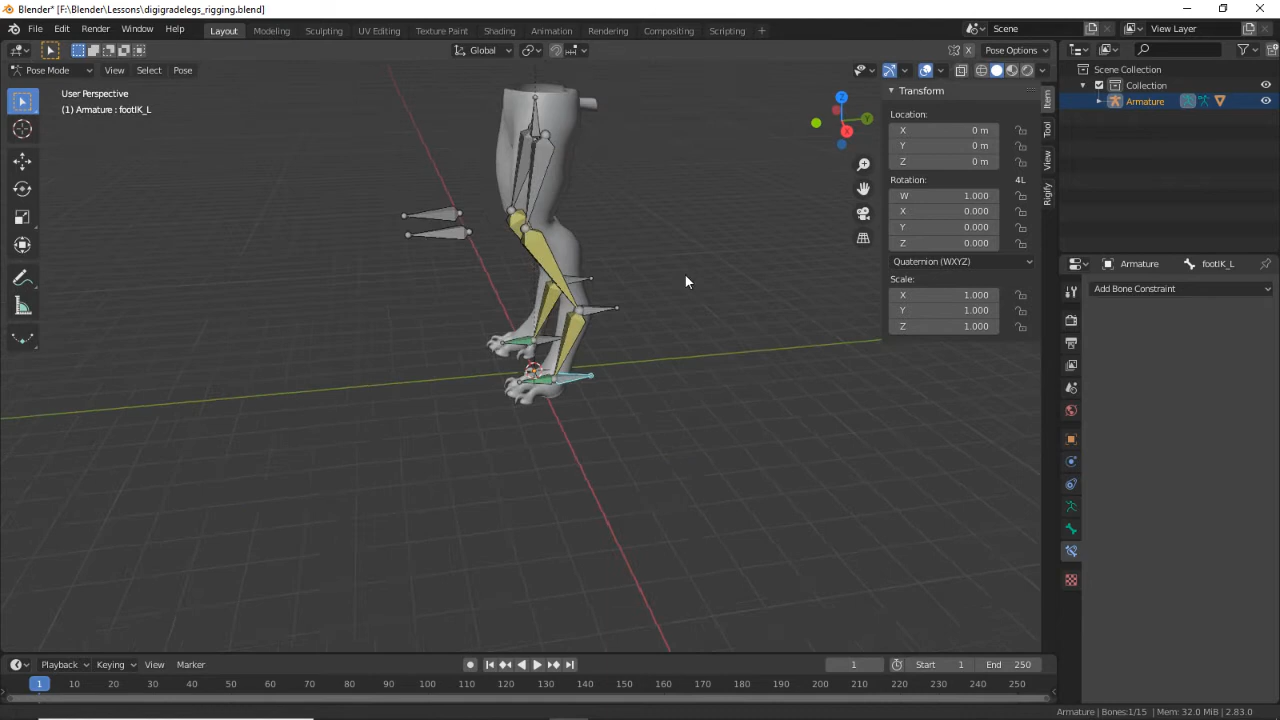 Blender* [F:\Blender\Lessons\digigradelegs_rigging.blend]
File Edit Render Window Help Layout Modeling Sculpting UV Editing Texture Paint Shading Animation Rendering Compositing Scripting + Scene View Layer
Global Pose Options
Pose Mode View Select Pose
User Perspective
(1) Armature : footIK_L
Transform
Location:
X 0 m
Y 0 m
Z 0 m
Rotation: 4L
W 1.000
X 0.000
Y 0.000
Z 0.000
Quaternion (WXYZ)
Scale:
X 1.000
Y 1.000
Z 1.000
Item
Tool
View
Rigify
Z
Y
X
Scene Collection
Collection
Armature
Armature footIK_L
Add Bone Constraint
Playback Keying View Marker 1 Start 1 End 250
1 10 20 30 40 50 60 70 80 90 100 110 120 130 140 150 160 170 180 190 200 210 220 230 240 250
Armature | Bones:1/15 | Mem: 32.0 MiB | 2.83.0